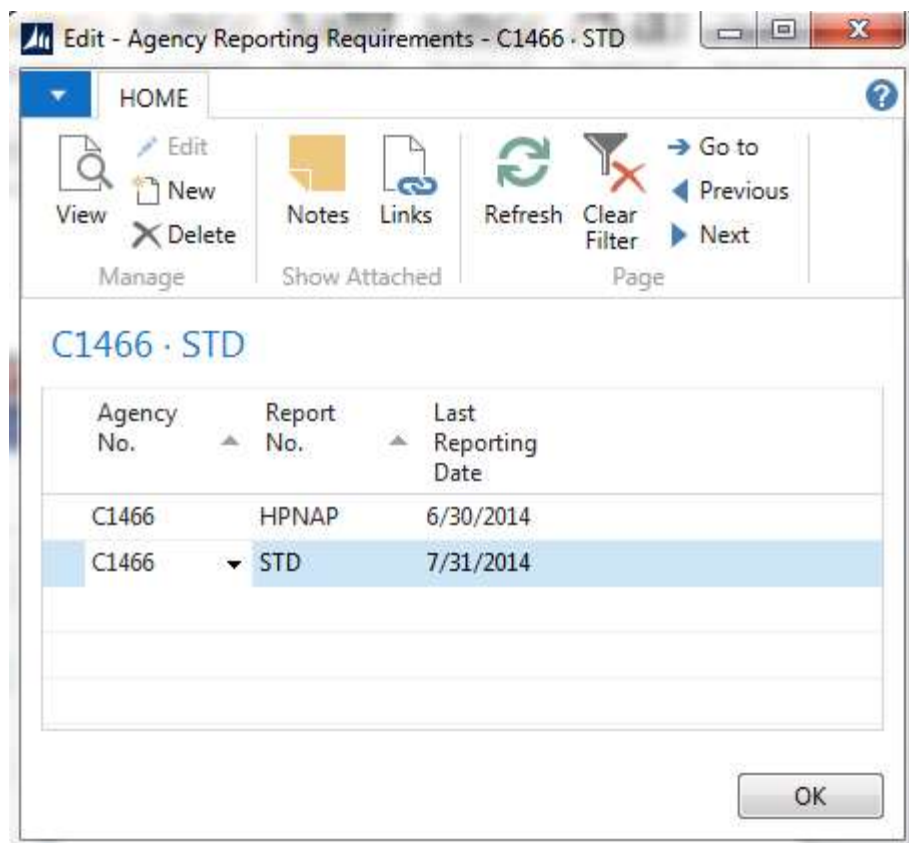 Edit - Agency Reporting Requirements - C1466 · STD
HOME
View
Edit
New
Delete
Manage
Notes
Links
Show Attached
Refresh
Clear
Filter
Go to
Previous
Next
Page
C1466 · STD
Agency
No.
Report
No.
Last
Reporting
Date
C1466 HPNAP 6/30/2014
C1466 STD 7/31/2014
OK